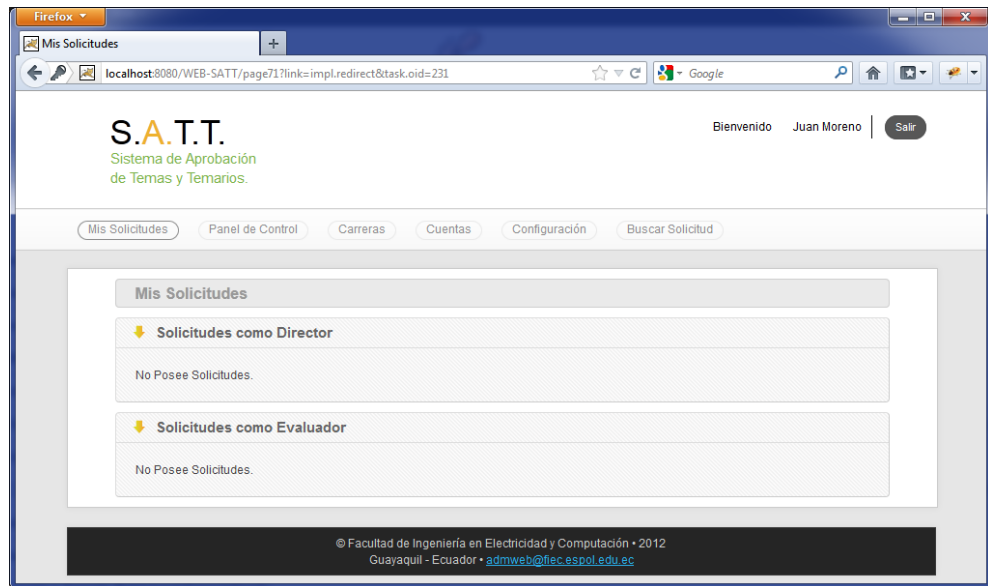 Firefox
Mis Solicitudes
localhost:8080/WEB-SATT/page71?link=impl.redirect&task.oid=231
Google
S.A.T.T.
Sistema de Aprobación
de Temas y Temarios.
Bienvenido Juan Moreno Salir
Mis Solicitudes Panel de Control Carreras Cuentas Configuración Buscar Solicitud
Mis Solicitudes
Solicitudes como Director
No Posee Solicitudes.
Solicitudes como Evaluador
No Posee Solicitudes.
© Facultad de Ingeniería en Electricidad y Computación • 2012
Guayaquil - Ecuador • admweb@fiec.espol.edu.ec